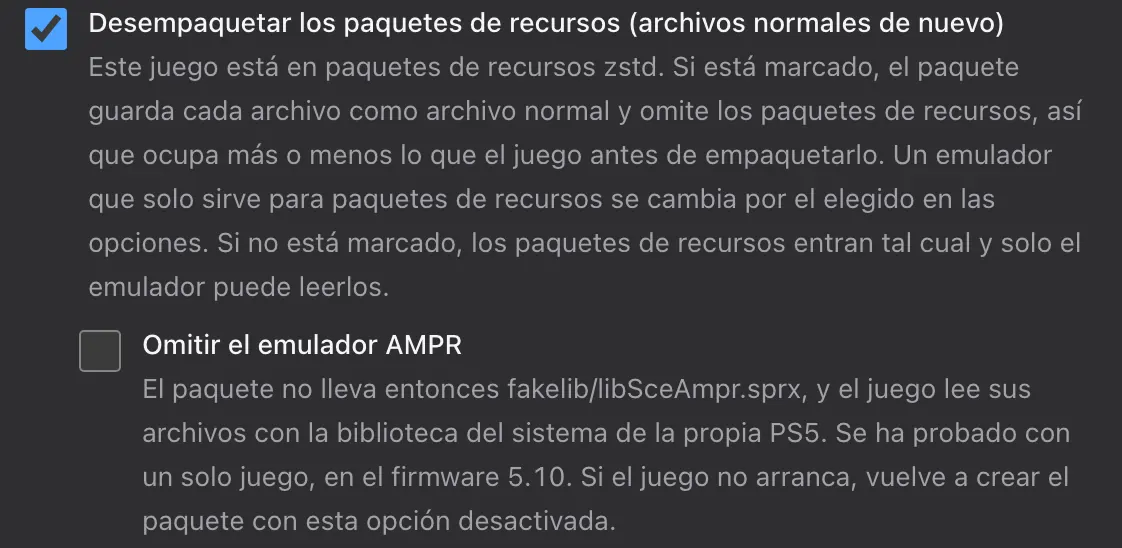 Desempaquetar los paquetes de recursos (archivos normales de nuevo)
Este juego está en paquetes de recursos zstd. Si está marcado, el paquete
guarda cada archivo como archivo normal y omite los paquetes de recursos, así
que ocupa más o menos lo que el juego antes de empaquetarlo. Un emulador
que solo sirve para paquetes de recursos se cambia por el elegido en las
opciones. Si no está marcado, los paquetes de recursos entran tal cual y solo el
emulador puede leerlos.
Omitir el emulador AMPR
El paquete no lleva entonces fakelib/libSceAmpr.sprx, y el juego lee sus
archivos con la biblioteca del sistema de la propia PS5. Se ha probado con
un solo juego, en el firmware 5.10. Si el juego no arranca, vuelve a crear el
paquete con esta opción desactivada.